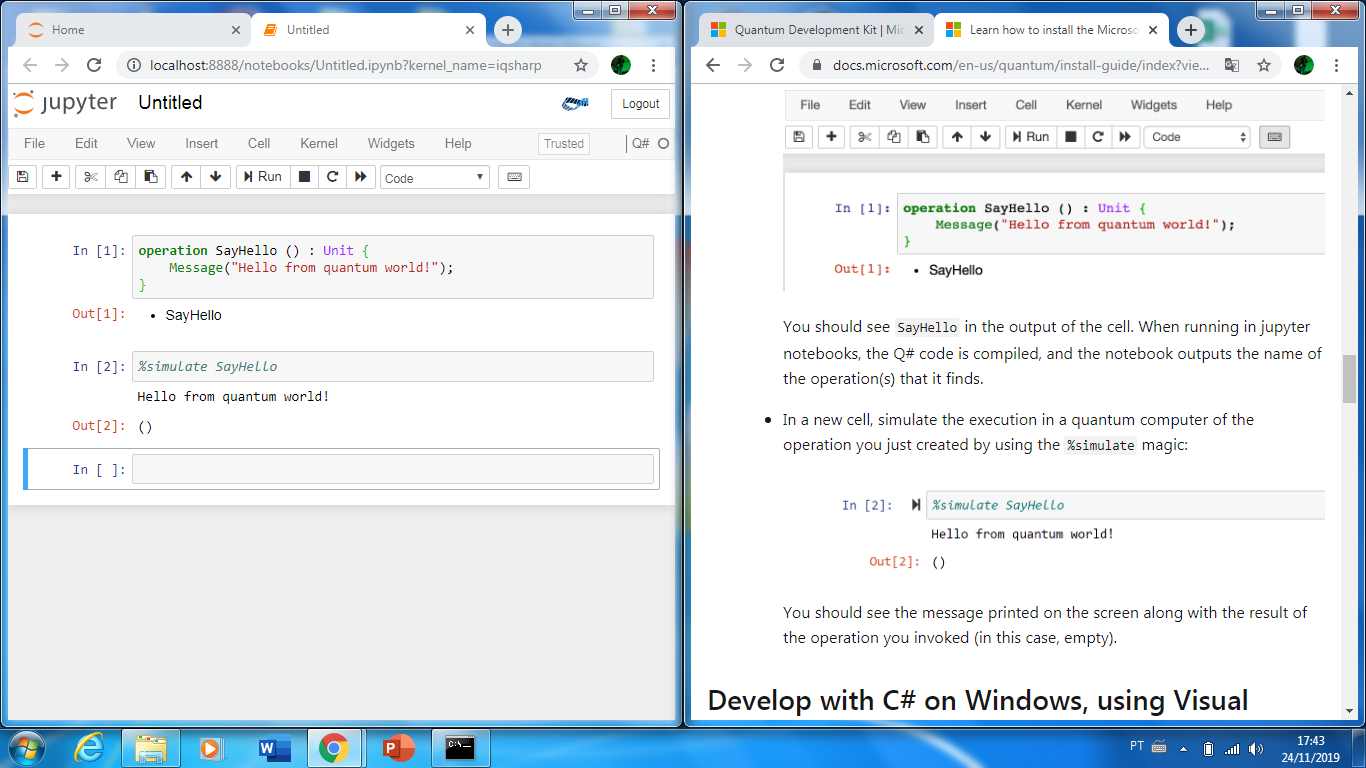 Home
Untitled
localhost:8888/notebooks/Untitled.ipynb?kernel_name=iqsharp
jupyter Untitled
Logout
File Edit View Insert Cell Kernel Widgets Help Trusted Q#
Run Code
In [1]: operation SayHello () : Unit {
Message("Hello from quantum world!");
}
Out[1]: • SayHello
In [2]: %simulate SayHello
Hello from quantum world!
Out[2]: ()
In [ ]:
Quantum Development Kit | Mic
Learn how to install the Microso
docs.microsoft.com/en-us/quantum/install-guide/index?vie...
File Edit View Insert Cell Kernel Widgets Help
Run Code
In [1]: operation SayHello () : Unit {
Message("Hello from quantum world!");
}
Out[1]: • SayHello
You should see SayHello in the output of the cell. When running in jupyter
notebooks, the Q# code is compiled, and the notebook outputs the name of
the operation(s) that it finds.
• In a new cell, simulate the execution in a quantum computer of the
operation you just created by using the %simulate magic:
In [2]: %simulate SayHello
Hello from quantum world!
Out[2]: ()
You should see the message printed on the screen along with the result of
the operation you invoked (in this case, empty).
Develop with C# on Windows, using Visual
C:\
PT
17:43
24/11/2019